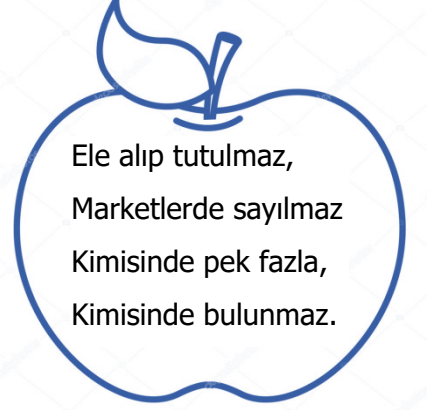 Ele alıp tutulmaz,
Marketlerde sayılmaz
Kimisinde pek fazla,
Kimisinde bulunmaz.